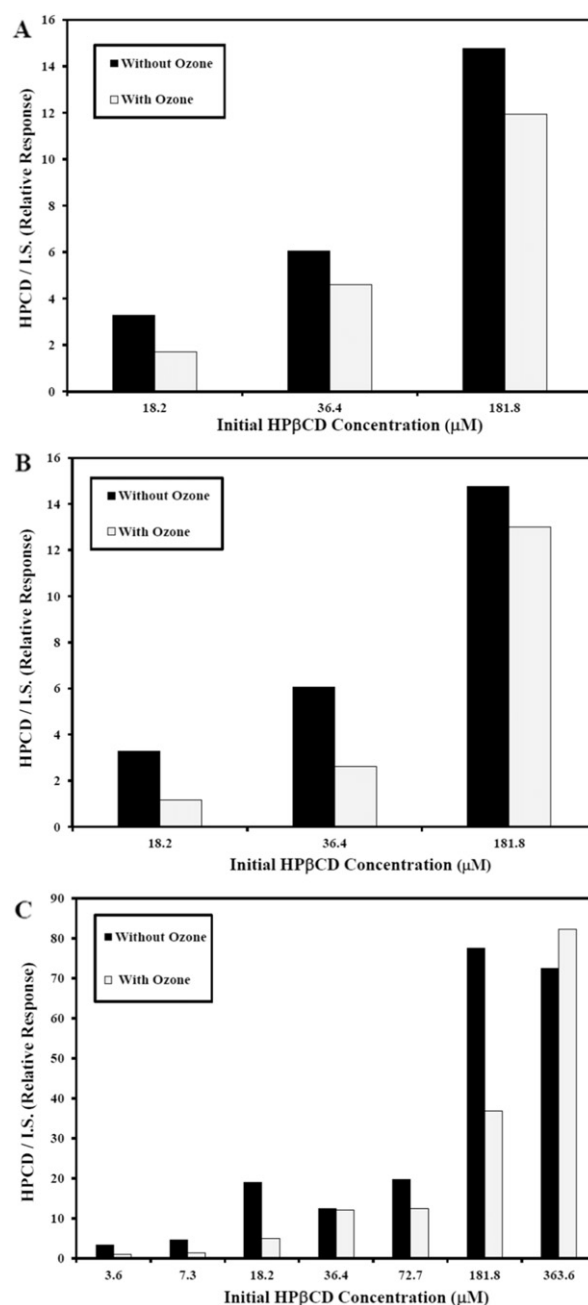 A
16
14
12
10
8
6
4
2
0
HPCD / I.S. (Relative Response)
Without Ozone
With Ozone
18.2 36.4 181.8
Initial HPβCD Concentration (µM)
B
16
14
12
10
8
6
4
2
0
HPCD / I.S. (Relative Response)
Without Ozone
With Ozone
18.2 36.4 181.8
Initial HPβCD Concentration (µM)
C
90
80
70
60
50
40
30
20
10
0
HPCD / I.S. (Relative Response)
Without Ozone
With Ozone
3.6 7.3 18.2 36.4 72.7 181.8 363.6
Initial HPβCD Concentration (µM)